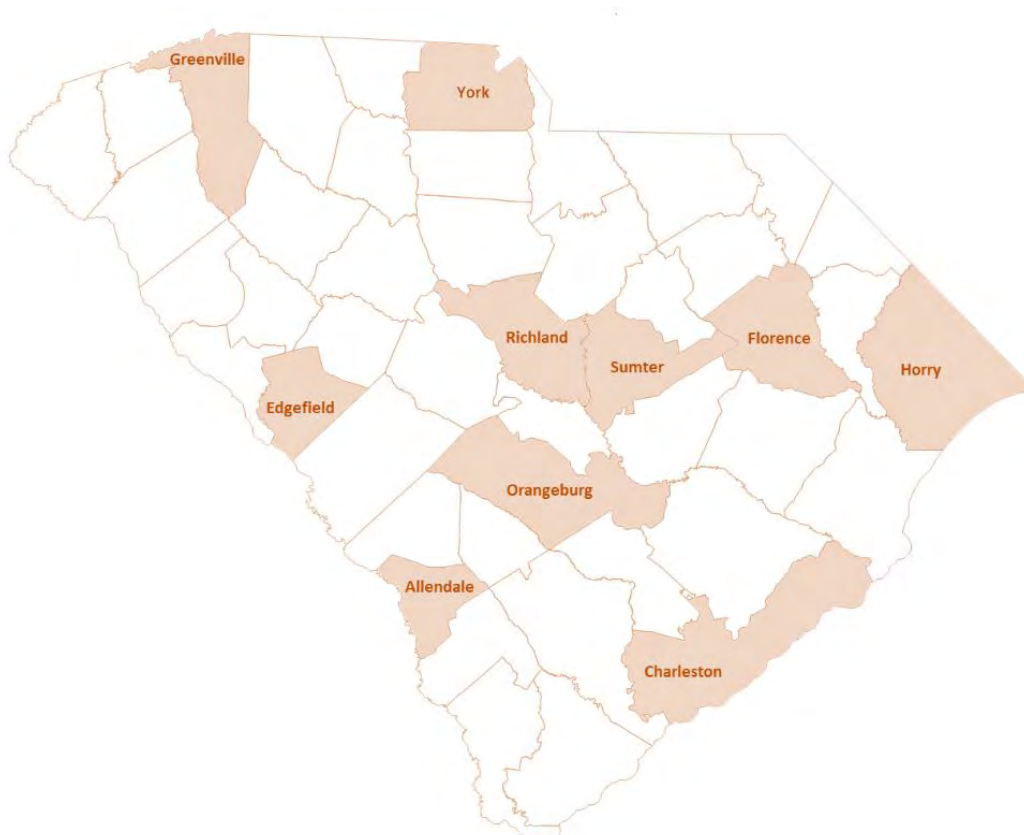 Greenville
York
Richland
Sumter
Florence
Horry
Edgefield
Orangeburg
Allendale
Charleston